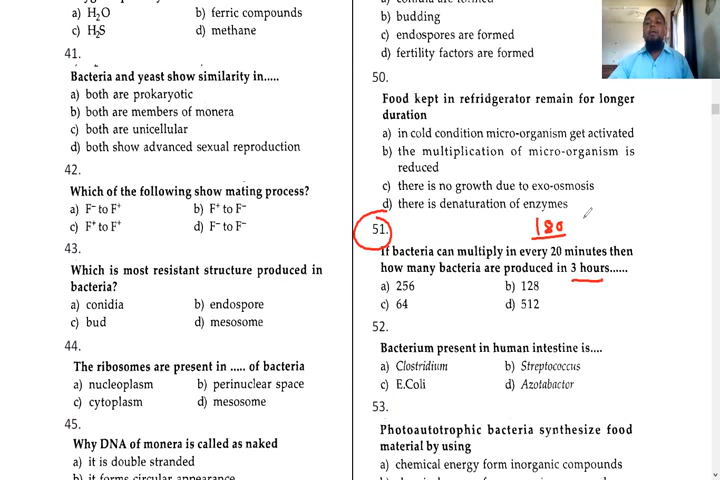 a) H₂O b) ferric compounds
c) H₂S d) methane
41.
Bacteria and yeast show similarity in.....
a) both are prokaryotic
b) both are members of monera
c) both are unicellular
d) both show advanced sexual reproduction
42.
Which of the following show mating process?
a) F⁻ to F⁺ b) F⁺ to F⁻
c) F⁺ to F⁺ d) F⁻ to F⁻
43.
Which is most resistant structure produced in
bacteria?
a) conidia b) endospore
c) bud d) mesosome
44.
The ribosomes are present in ..... of bacteria
a) nucleoplasm b) perinuclear space
c) cytoplasm d) mesosome
45.
Why DNA of monera is called as naked
a) it is double stranded
b) it forms circular appearance
b) budding
c) endospores are formed
d) fertility factors are formed
50.
Food kept in refridgerator remain for longer
duration
a) in cold condition micro-organism get activated
b) the multiplication of micro-organism is
reduced
c) there is no growth due to exo-osmosis
d) there is denaturation of enzymes
51.
180
If bacteria can multiply in every 20 minutes then
how many bacteria are produced in 3 hours......
a) 256 b) 128
c) 64 d) 512
52.
Bacterium present in human intestine is....
a) Clostridium b) Streptococcus
c) E.Coli d) Azotabactor
53.
Photoautotrophic bacteria synthesize food
material by using
a) chemical energy form inorganic compounds